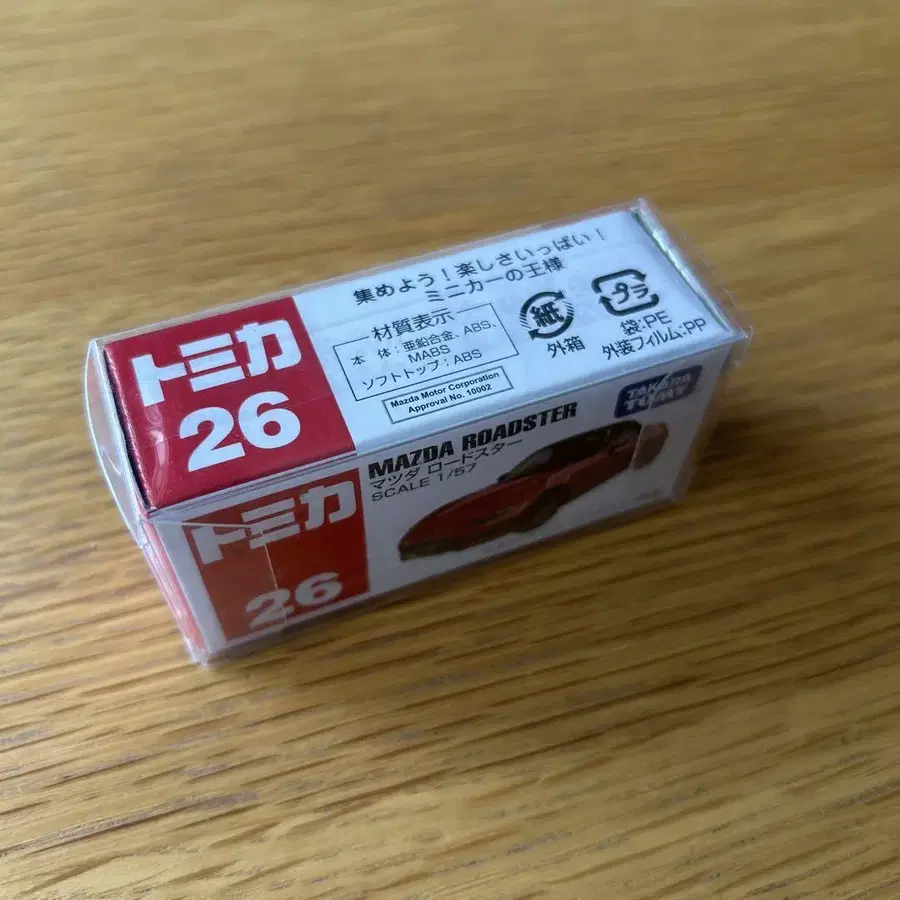 トミカ
26
集めよう！楽しさいっぱい！
ミニカーの王様
材質表示
本　体：亜鉛合金、ABS、
MABS
ソフトトップ：ABS
Mazda Motor Corporation
Approval No. 10002
紙
外箱
プラ
袋:PE
外装フィルム:PP
トミカ
26
MAZDA ROADSTER
マツダ ロードスター
SCALE 1/57
TAKARA
TOMY